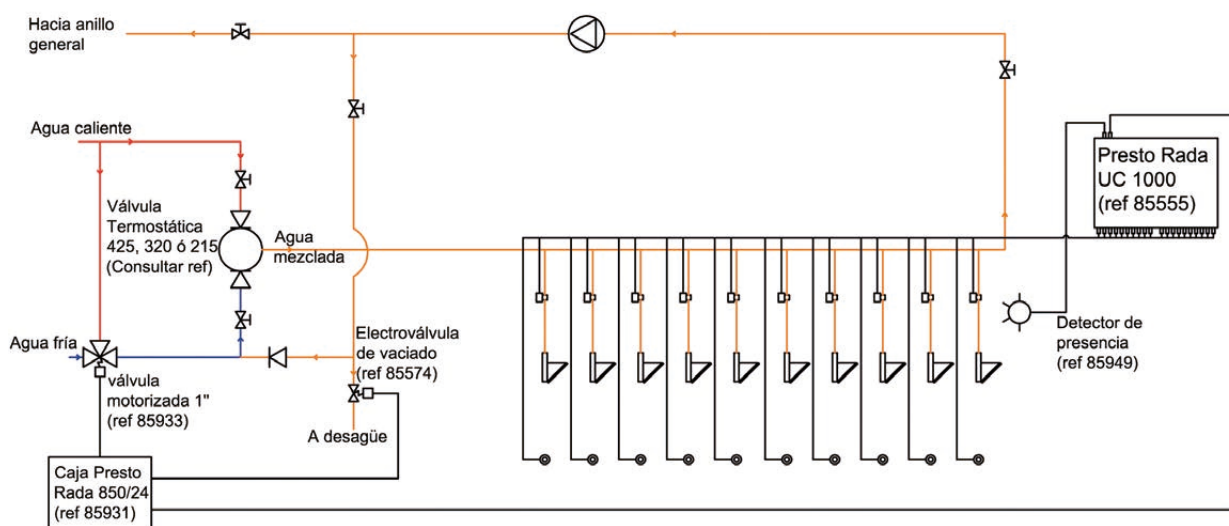 Hacia anillo
general
Agua caliente
Válvula
Termostática
425, 320 ó 215
(Consultar ref)
Agua
mezclada
Presto Rada
UC 1000
(ref 85555)
Agua fría
válvula
motorizada 1"
(ref 85933)
Electroválvula
de vaciado
(ref 85574)
Detector de
presencia
(ref 85949)
A desagüe
Caja Presto
Rada 850/24
(ref 85931)